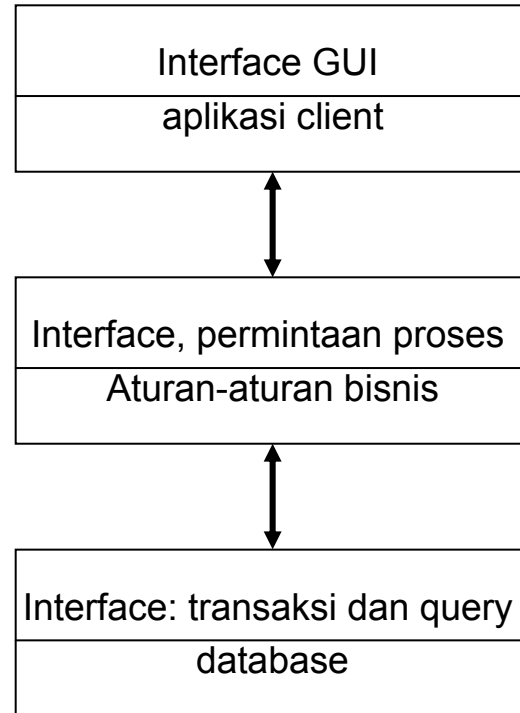 Interface GUI
aplikasi client
Interface, permintaan proses
Aturan-aturan bisnis
Interface: transaksi dan query
database